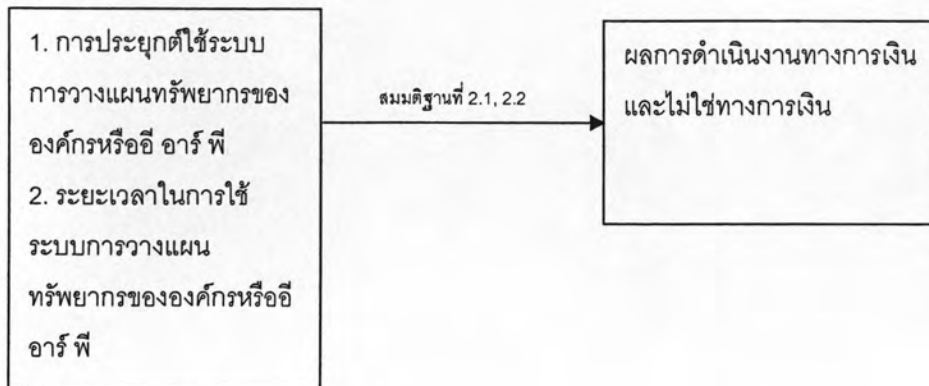 1. การประยุกต์ใช้ระบบ
การวางแผนทรัพยากรของ
องค์กรหรืออี อาร์ พี
2. ระยะเวลาในการใช้
ระบบการวางแผน
ทรัพยากรขององค์กรหรืออี
อาร์ พี
สมมติฐานที่ 2.1, 2.2
ผลการดำเนินงานทางการเงิน
และไม่ใช่ทางการเงิน